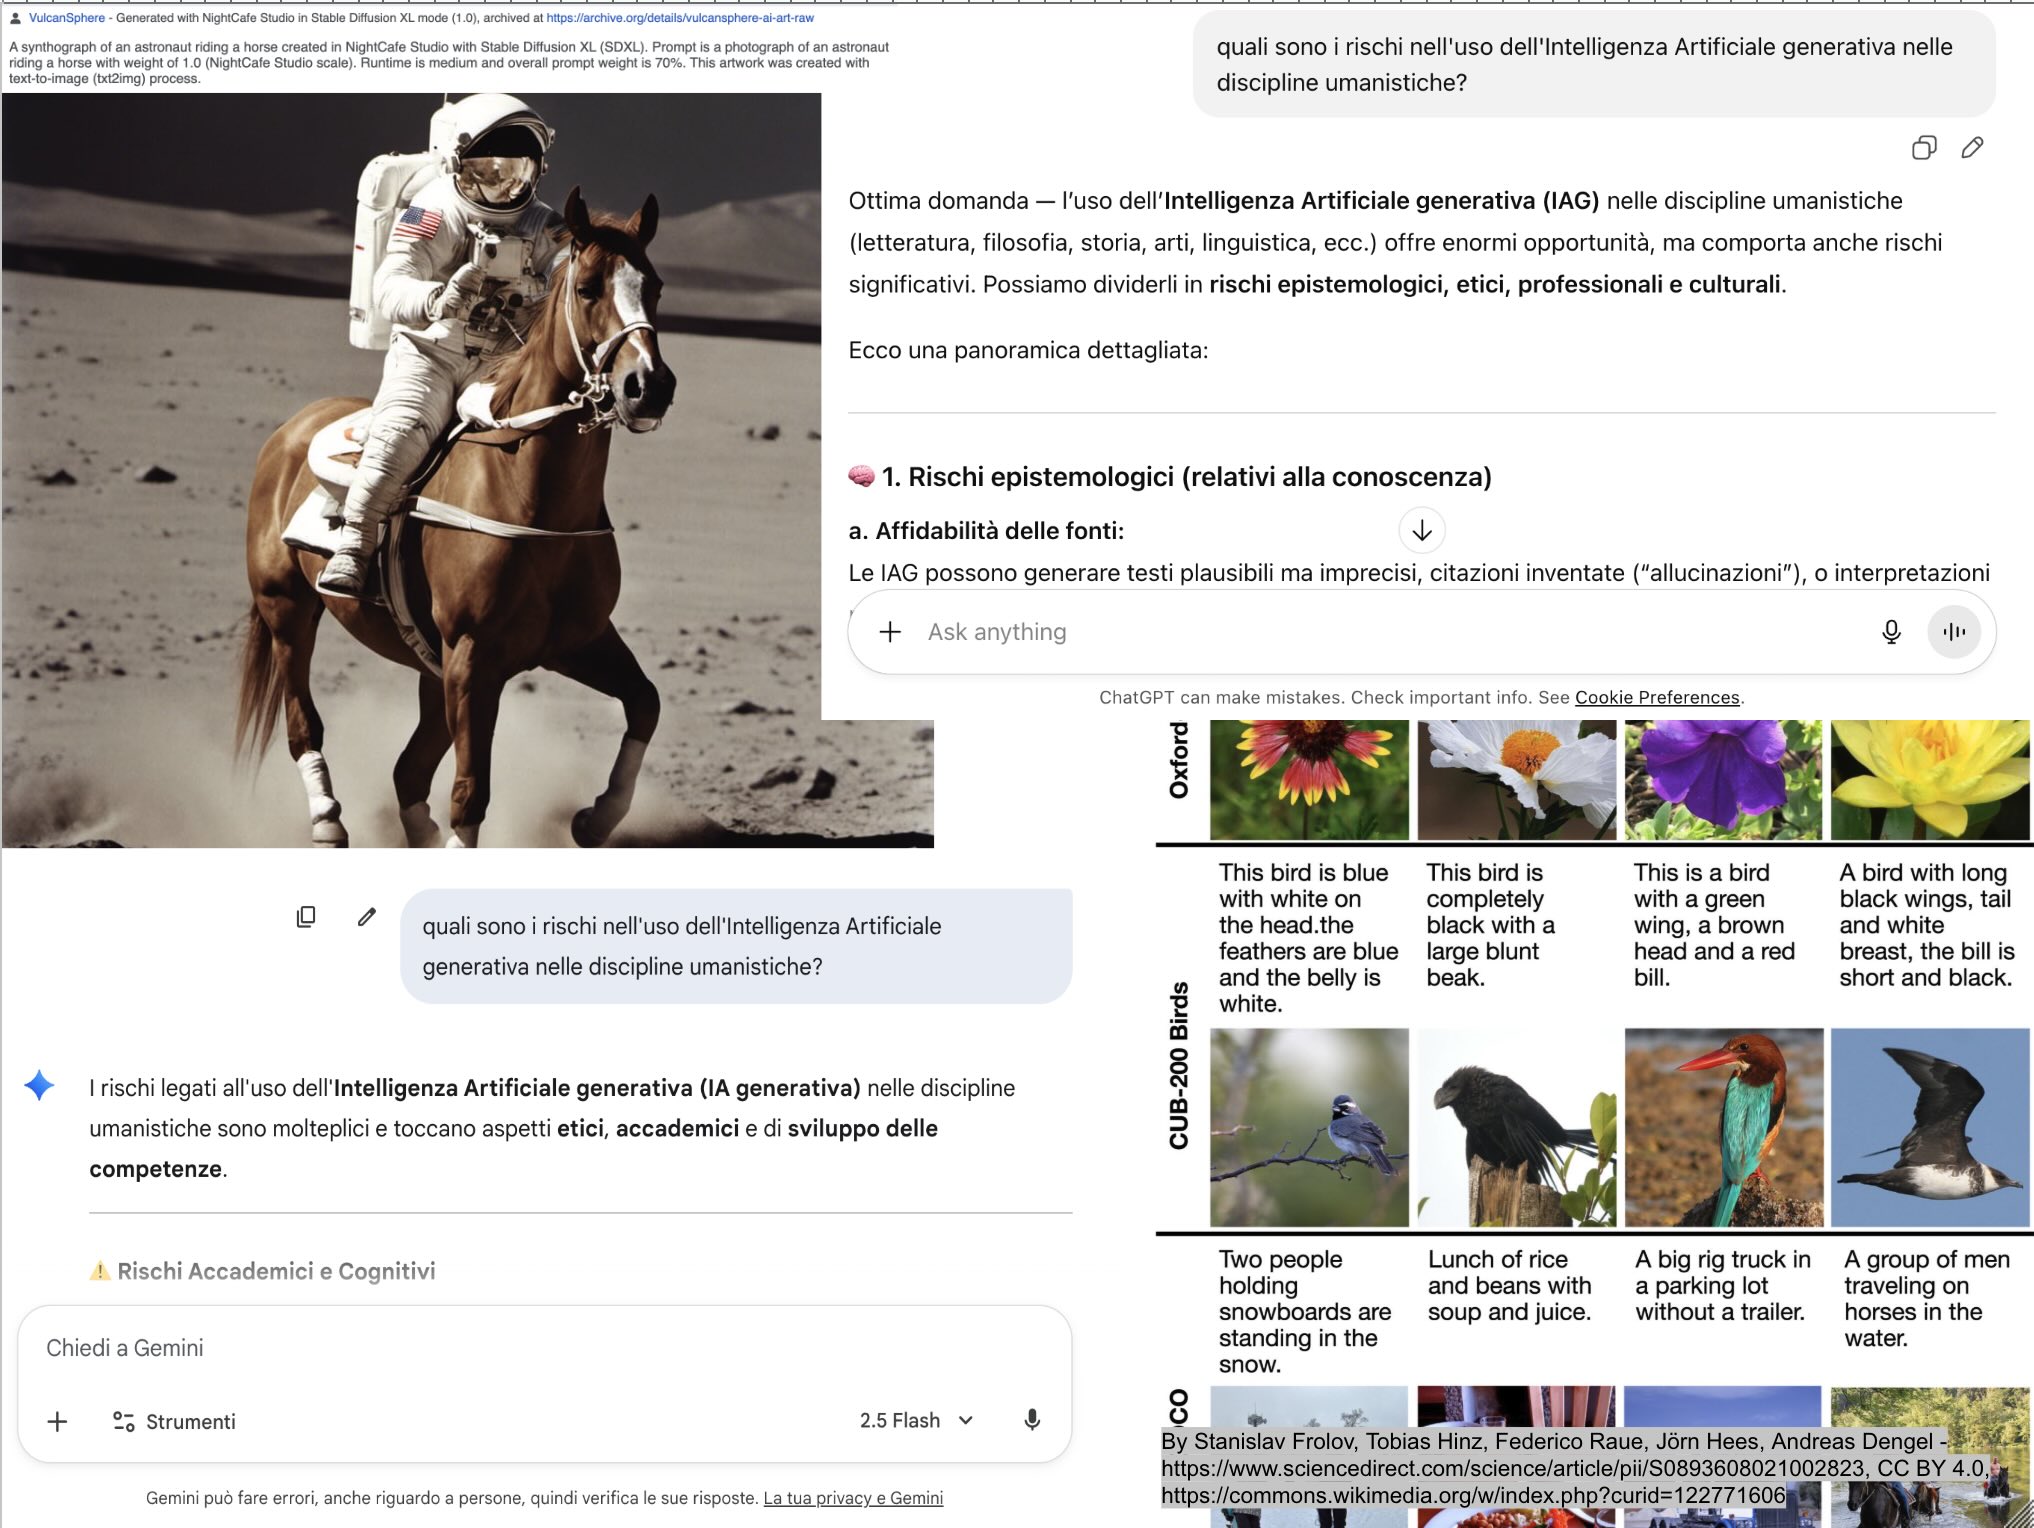 VulcanSphere - Generated with NightCafe Studio in Stable Diffusion XL mode (1.0), archived at https://archive.org/details/vulcansphere-ai-art-raw
A synthograph of an astronaut riding a horse created in NightCafe Studio with Stable Diffusion XL (SDXL). Prompt is a photograph of an astronaut
riding a horse with weight of 1.0 (NightCafe Studio scale). Runtime is medium and overall prompt weight is 70%. This artwork was created with
text-to-image (txt2img) process.
quali sono i rischi nell'uso dell'Intelligenza Artificiale generativa nelle
discipline umanistiche?
Ottima domanda — l’uso dell’Intelligenza Artificiale generativa (IAG) nelle discipline umanistiche
(letteratura, filosofia, storia, arti, linguistica, ecc.) offre enormi opportunità, ma comporta anche rischi
significativi. Possiamo dividerli in rischi epistemologici, etici, professionali e culturali.
Ecco una panoramica dettagliata:
🧠 1. Rischi epistemologici (relativi alla conoscenza)
a. Affidabilità delle fonti:
Le IAG possono generare testi plausibili ma imprecisi, citazioni inventate (“allucinazioni”), o interpretazioni
Ask anything
ChatGPT can make mistakes. Check important info. See Cookie Preferences.
quali sono i rischi nell'uso dell'Intelligenza Artificiale
generativa nelle discipline umanistiche?
I rischi legati all'uso dell'Intelligenza Artificiale generativa (IA generativa) nelle discipline
umanistiche sono molteplici e toccano aspetti etici, accademici e di sviluppo delle
competenze.
⚠️ Rischi Accademici e Cognitivi
Chiedi a Gemini
Strumenti
2.5 Flash
Gemini può fare errori, anche riguardo a persone, quindi verifica le sue risposte. La tua privacy e Gemini
Oxford
CUB-200 Birds
This bird is blue
with white on
the head.the
feathers are blue
and the belly is
white.
This bird is
completely
black with a
large blunt
beak.
This is a bird
with a green
wing, a brown
head and a red
bill.
A bird with long
black wings, tail
and white
breast, the bill is
short and black.
CO
Two people
holding
snowboards are
standing in the
snow.
Lunch of rice
and beans with
soup and juice.
A big rig truck in
a parking lot
without a trailer.
A group of men
traveling on
horses in the
water.
By Stanislav Frolov, Tobias Hinz, Federico Raue, Jörn Hees, Andreas Dengel -
https://www.sciencedirect.com/science/article/pii/S0893608021002823, CC BY 4.0,
https://commons.wikimedia.org/w/index.php?curid=122771606